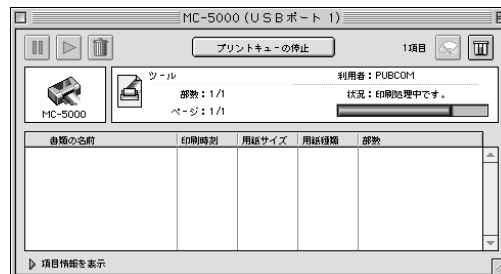 MC-5000 (USBポート 1)
プリントキューの停止
1項目
MC-5000
ツール
部数：1/1
ページ：1/1
利用者：PUBCOM
状況：印刷処理中です。
書類の名前 印刷時刻 用紙サイズ 用紙種類 部数
項目情報を表示